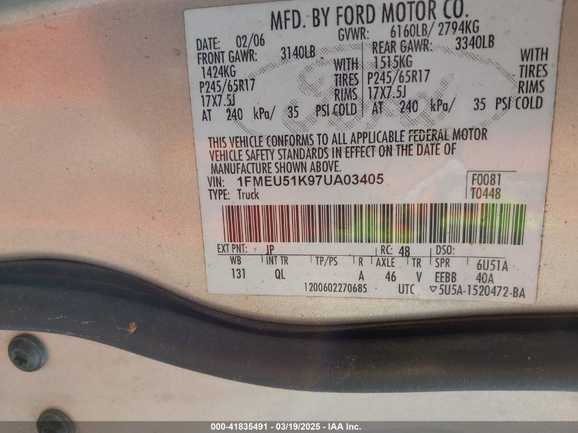 MFD. BY FORD MOTOR CO.
DATE: 02/06 GVWR: 6160LB/ 2794KG
FRONT GAWR: 3140LB REAR GAWR: 3340LB
1424KG WITH 1515KG WITH
P245/65R17 TIRES P245/65R17 TIRES
17X7.5J RIMS 17X7.5J RIMS
AT 240 kPa/ 35 PSI COLD AT 240 kPa/ 35 PSI COLD
THIS VEHICLE CONFORMS TO ALL APPLICABLE FEDERAL MOTOR
VEHICLE SAFETY STANDARDS IN EFFECT ON THE DATE OF
MANUFACTURE SHOWN ABOVE.
VIN: 1FMEU51K97UA03405 F0081
TYPE: Truck T0448
EXT PNT: JP RC: 48 DSO:
WB INT TR TP/PS R AXLE TR SPR 6U51A
131 QL A 46 V EEBB 40A
1200602270685 UTC ▽5U5A-1520472-BA
000-41835491 - 03/19/2025 - IAA Inc.